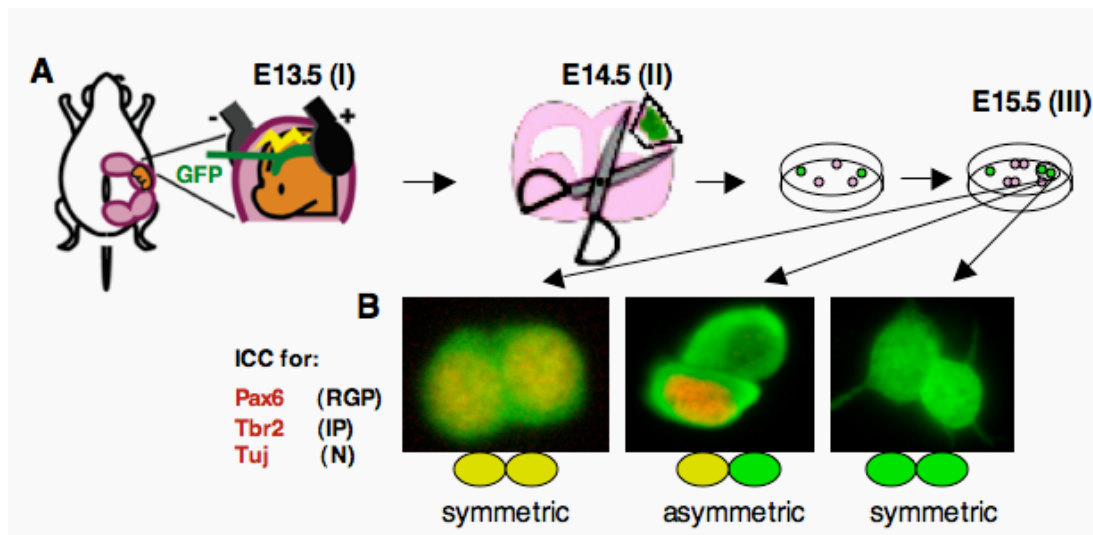 A
E13.5 (I)
E14.5 (II)
E15.5 (III)
-
+
GFP
B
ICC for:
Pax6 (RGP)
Tbr2 (IP)
Tuj (N)
symmetric
asymmetric
symmetric